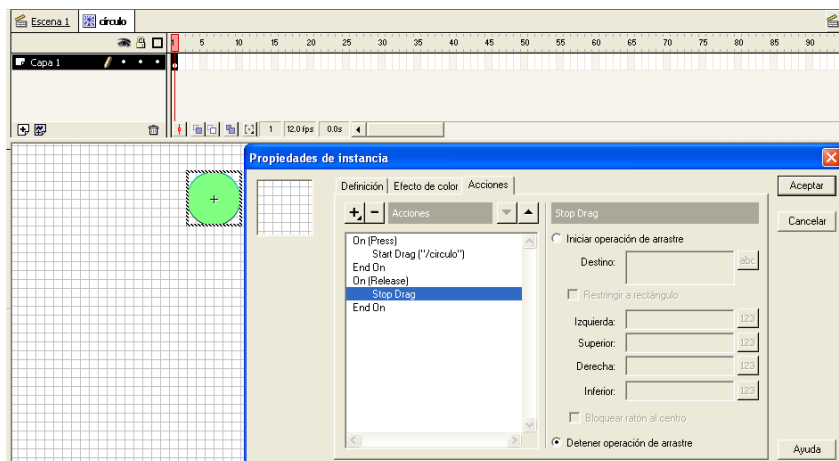 Escena 1 círculo
1 5 10 15 20 25 30 35 40 45 50 55 60 65 70 75 80 85 90
Capa 1
1 12.0 fps 0.0s
Propiedades de instancia
Definición Efecto de color Acciones Aceptar
Acciones Stop Drag Cancelar
On (Press)
Start Drag ("/circulo")
End On
On (Release)
Stop Drag
End On
Iniciar operación de arrastre
Destino: abc
Restringir a rectángulo
Izquierda: 123
Superior: 123
Derecha: 123
Inferior: 123
Bloquear ratón al centro
Detener operación de arrastre
Ayuda